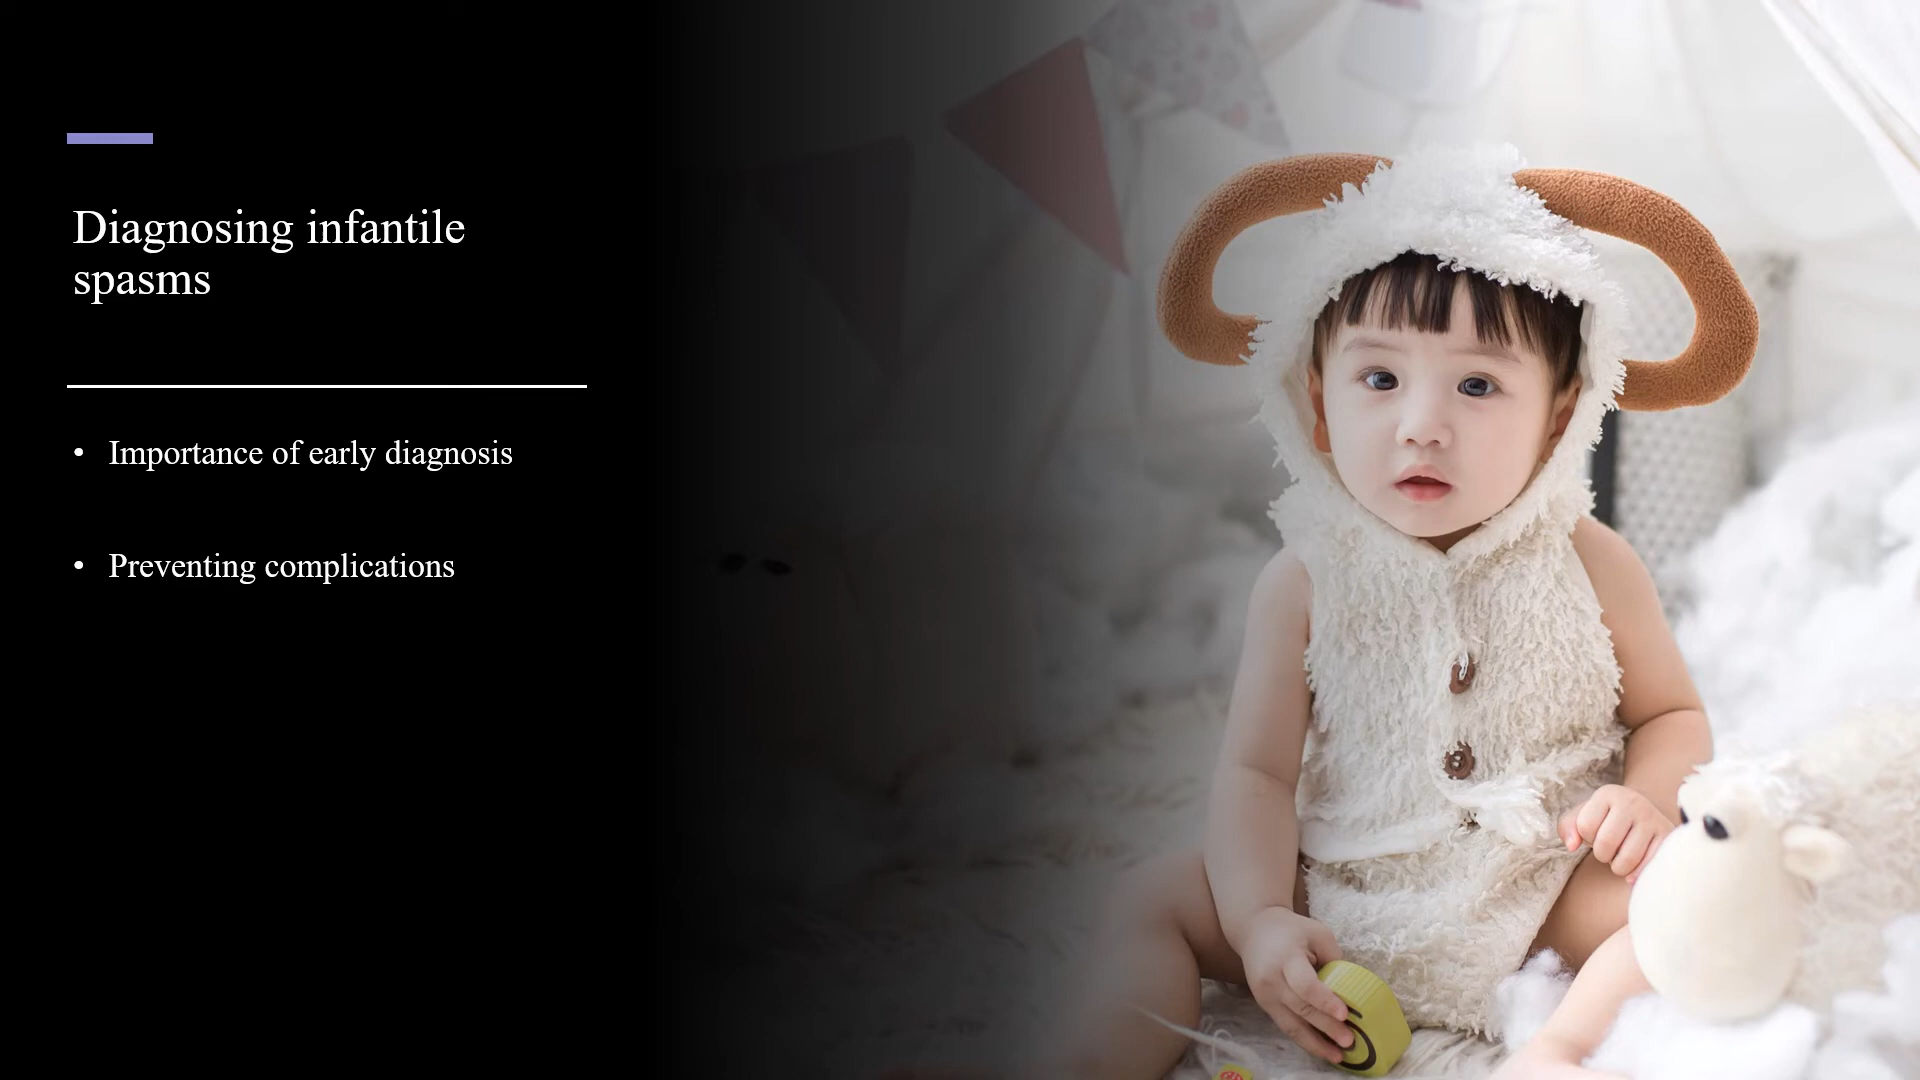 Diagnosing infantile
spasms
• Importance of early diagnosis
• Preventing complications